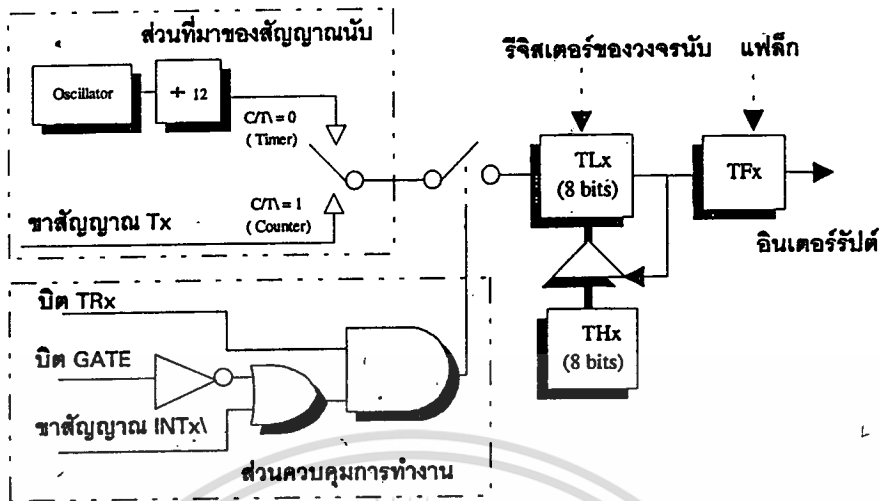 ส่วนที่มาของสัญญาณนับ
Oscillator
÷ 12
C/T\ = 0
( Timer)
C/T\ = 1
( Counter)
ขาสัญญาณ Tx
รีจิสเตอร์ของวงจรนับ
แฟล็ก
TLx
(8 bits)
TFx
อินเตอร์รัปต์
THx
(8 bits)
บิต TRx
บิต GATE
ขาสัญญาณ INTx\
ส่วนควบคุมการทำงาน